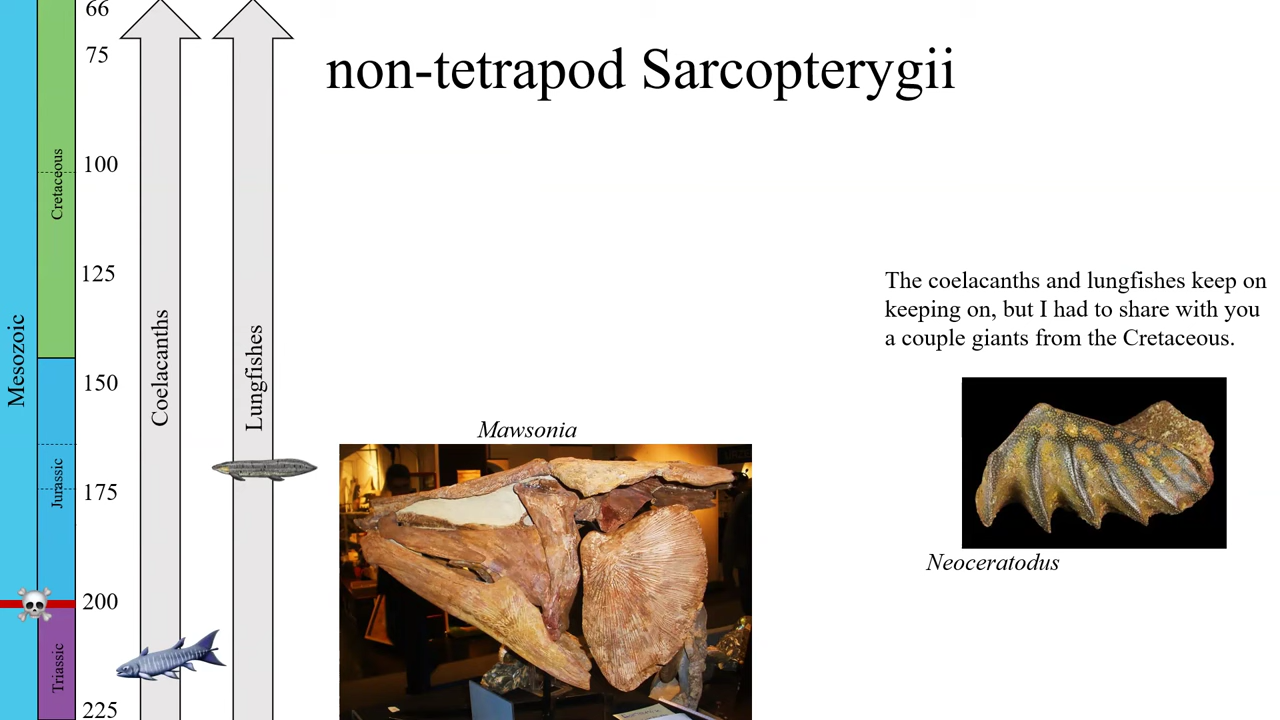 non-tetrapod Sarcopterygii
66
75
100
125
150
175
200
225
Mesozoic
Cretaceous
Jurassic
Triassic
Coelacanths
Lungfishes
The coelacanths and lungfishes keep on
keeping on, but I had to share with you
a couple giants from the Cretaceous.
Mawsonia
Neoceratodus